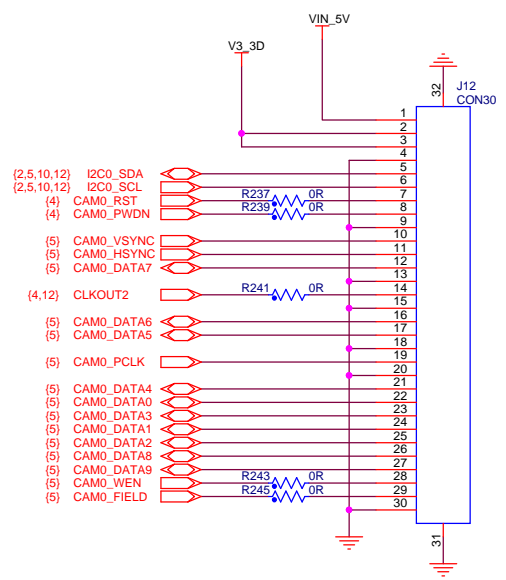 VIN_5V
V3_3D
J12
CON30
32
1
2
3
4
{2,5,10,12} I2C0_SDA 5
{2,5,10,12} I2C0_SCL 6
{4} CAM0_RST R237 0R 7
{4} CAM0_PWDN R239 0R 8
9
{5} CAM0_VSYNC 10
{5} CAM0_HSYNC 11
{5} CAM0_DATA7 12
13
{4,12} CLKOUT2 R241 0R 14
15
{5} CAM0_DATA6 16
{5} CAM0_DATA5 17
18
{5} CAM0_PCLK 19
20
{5} CAM0_DATA4 21
{5} CAM0_DATA0 22
{5} CAM0_DATA3 23
{5} CAM0_DATA1 24
{5} CAM0_DATA2 25
{5} CAM0_DATA8 26
{5} CAM0_DATA9 27
{5} CAM0_WEN R243 0R 28
{5} CAM0_FIELD R245 0R 29
30
31